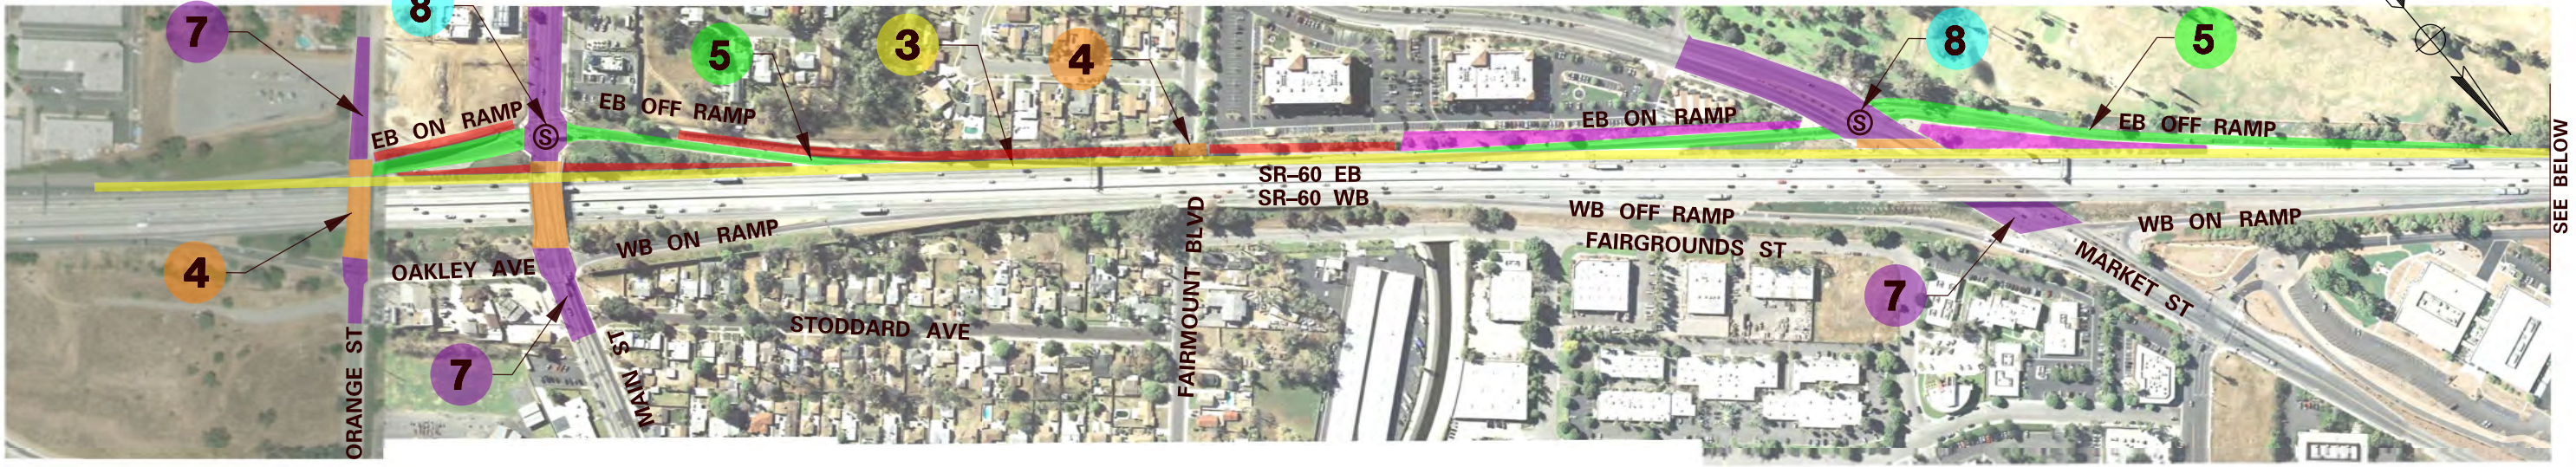 7
8
5
3
4
8
5
EB ON RAMP
EB OFF RAMP
EB ON RAMP
EB OFF RAMP
S
S
SR–60 EB
SR–60 WB
SEE BELOW
4
WB ON RAMP
WB OFF RAMP
WB ON RAMP
OAKLEY AVE
FAIRGROUNDS ST
7
7
STODDARD AVE
ORANGE ST
MAIN ST
FAIRMOUNT BLVD
MARKET ST